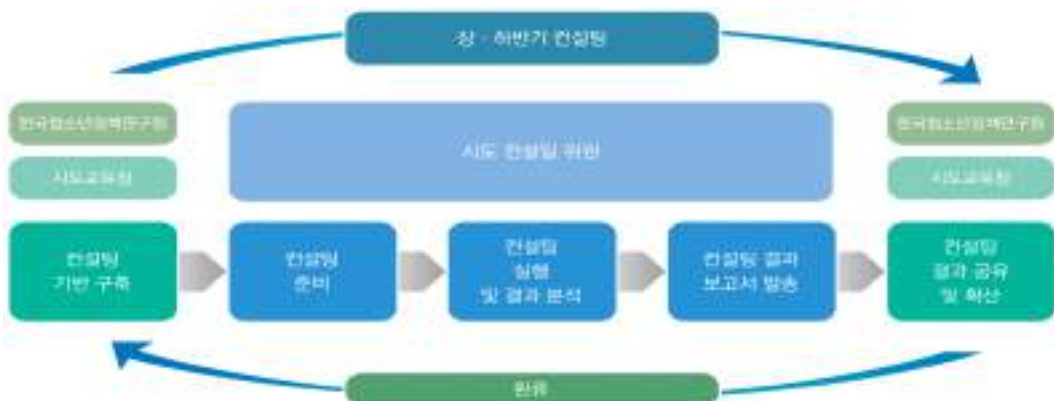 상 · 하반기 컨설팅
한국청소년정책연구원
한국청소년정책연구원
시도 컨설팅 위원
시도교육청
시도교육청
컨설팅
기반 구축
컨설팅
준비
컨설팅
실행
및 결과 분석
컨설팅 결과
보고서 발송
컨설팅
결과 공유
및 확산
환류